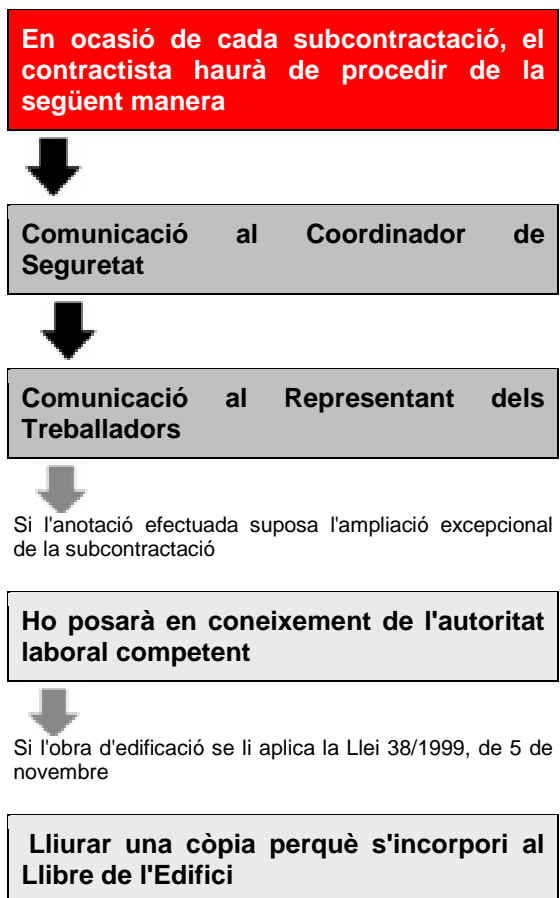 En ocasió de cada subcontractació, el
contractista haurà de procedir de la
següent manera
Comunicació al Coordinador de
Seguretat
Comunicació al Representant dels
Treballadors
Si l'anotació efectuada suposa l'ampliació excepcional
de la subcontractació
Ho posarà en coneixement de l'autoritat
laboral competent
Si l'obra d'edificació se li aplica la Llei 38/1999, de 5 de
novembre
Lliurar una còpia perquè s'incorpori al
Llibre de l'Edifici